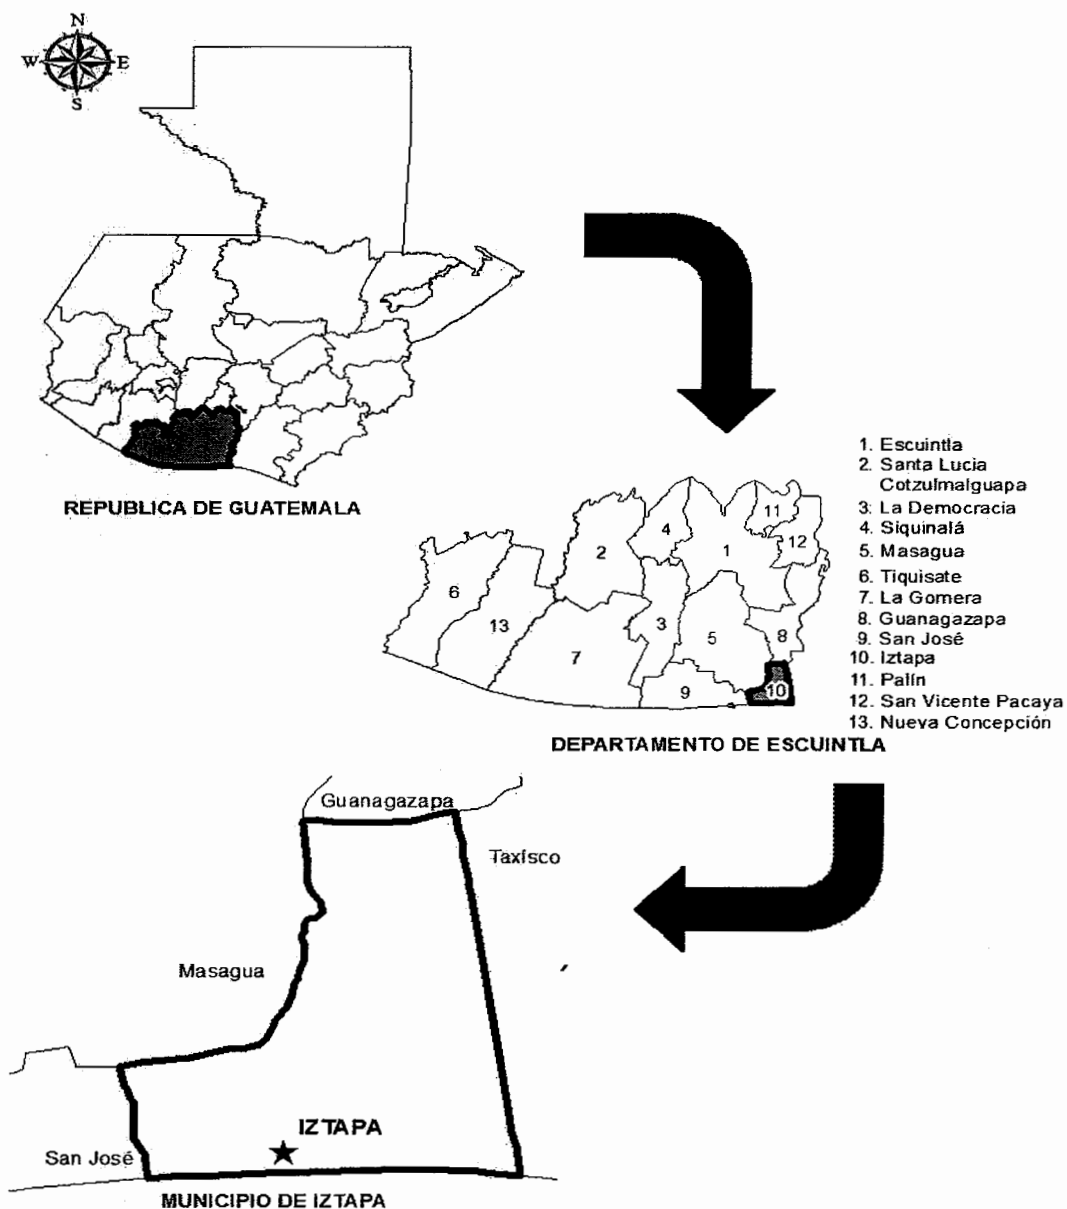 N
W E
S
REPUBLICA DE GUATEMALA
1. Escuintla
2. Santa Lucia
Cotzulmalguapa
3. La Democracia
4. Siquinalá
5. Masagua
6. Tiquisate
7. La Gomera
8. Guanagazapa
9. San José
10. Iztapa
11. Palín
12. San Vicente Pacaya
13. Nueva Concepción
11
4
12
2
1
6
13
3
8
5
7
9
10
DEPARTAMENTO DE ESCUINTLA
Guanagazapa
Taxisco
Masagua
IZTAPA
San José
MUNICIPIO DE IZTAPA